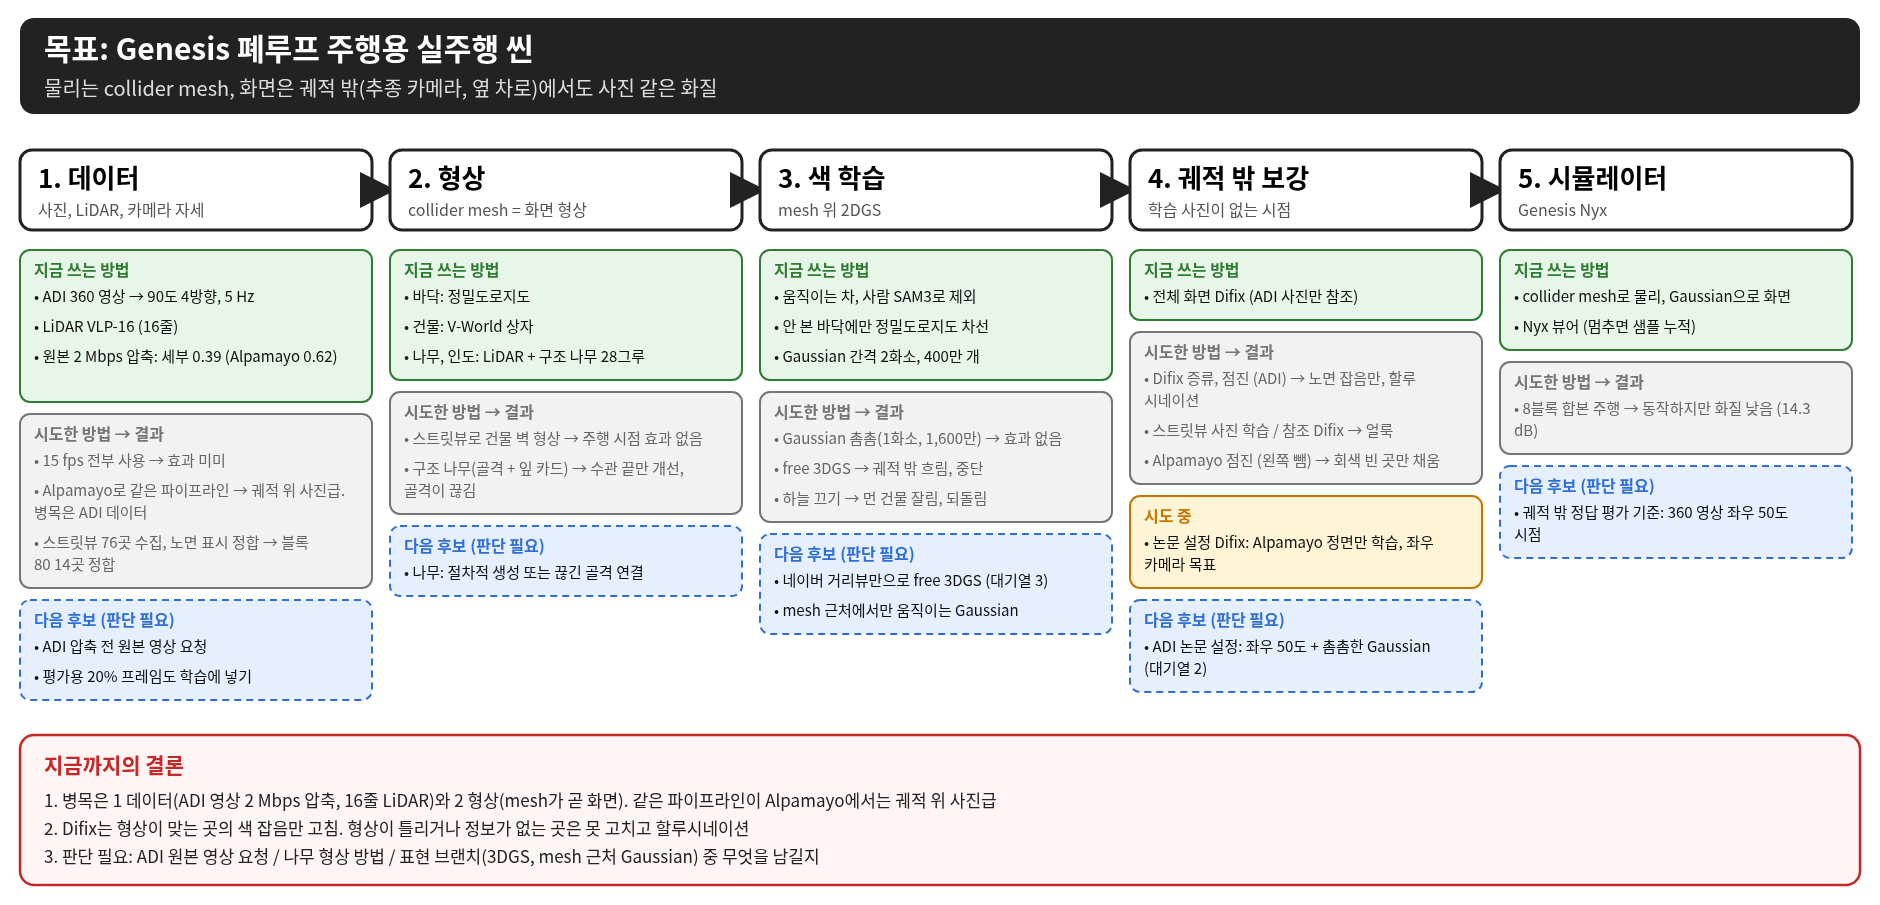 목표: Genesis 폐루프 주행용 실주행 씬
물리는 collider mesh, 화면은 궤적 밖(추종 카메라, 옆 차로)에서도 사진 같은 화질
1. 데이터
사진, LiDAR, 카메라 자세
지금 쓰는 방법
• ADI 360 영상 → 90도 4방향, 5 Hz
• LiDAR VLP-16 (16줄)
• 원본 2 Mbps 압축: 세부 0.39 (Alpamayo 0.62)
시도한 방법 → 결과
• 15 fps 전부 사용 → 효과 미미
• Alpamayo로 같은 파이프라인 → 궤적 위 사진급.
병목은 ADI 데이터
• 스트릿뷰 76곳 수집, 노면 표시 정합 → 블록
80 14곳 정합
다음 후보 (판단 필요)
• ADI 압축 전 원본 영상 요청
• 평가용 20% 프레임도 학습에 넣기
2. 형상
collider mesh = 화면 형상
지금 쓰는 방법
• 바닥: 정밀도로지도
• 건물: V-World 상자
• 나무, 인도: LiDAR + 구조 나무 28그루
시도한 방법 → 결과
• 스트릿뷰로 건물 벽 형상 → 주행 시점 효과 없음
• 구조 나무(골격 + 잎 카드) → 수관 끝만 개선,
골격이 끊김
다음 후보 (판단 필요)
• 나무: 절차적 생성 또는 끊긴 골격 연결
3. 색 학습
mesh 위 2DGS
지금 쓰는 방법
• 움직이는 차, 사람 SAM3로 제외
• 안 본 바닥에만 정밀도로지도 차선
• Gaussian 간격 2화소, 400만 개
시도한 방법 → 결과
• Gaussian 촘촘(1화소, 1,600만) → 효과 없음
• free 3DGS → 궤적 밖 흐림, 중단
• 하늘 끄기 → 먼 건물 잘림, 되돌림
다음 후보 (판단 필요)
• 네이버 거리뷰만으로 free 3DGS (대기열 3)
• mesh 근처에서만 움직이는 Gaussian
4. 궤적 밖 보강
학습 사진이 없는 시점
지금 쓰는 방법
• 전체 화면 Difix (ADI 사진만 참조)
시도한 방법 → 결과
• Difix 증류, 점진 (ADI) → 노면 잡음만, 할루
시네이션
• 스트릿뷰 사진 학습 / 참조 Difix → 얼룩
• Alpamayo 점진 (왼쪽 뺌) → 회색 빈 곳만 채움
시도 중
• 논문 설정 Difix: Alpamayo 정면만 학습, 좌우
카메라 목표
다음 후보 (판단 필요)
• ADI 논문 설정: 좌우 50도 + 촘촘한 Gaussian
(대기열 2)
5. 시뮬레이터
Genesis Nyx
지금 쓰는 방법
• collider mesh로 물리, Gaussian으로 화면
• Nyx 뷰어 (멈추면 샘플 누적)
시도한 방법 → 결과
• 8블록 합본 주행 → 동작하지만 화질 낮음 (14.3
dB)
다음 후보 (판단 필요)
• 궤적 밖 정답 평가 기준: 360 영상 좌우 50도
시점
지금까지의 결론
1. 병목은 1 데이터(ADI 영상 2 Mbps 압축, 16줄 LiDAR)와 2 형상(mesh가 곧 화면). 같은 파이프라인이 Alpamayo에서는 궤적 위 사진급
2. Difix는 형상이 맞는 곳의 색 잡음만 고침. 형상이 틀리거나 정보가 없는 곳은 못 고치고 할루시네이션
3. 판단 필요: ADI 원본 영상 요청 / 나무 형상 방법 / 표현 브랜치(3DGS, mesh 근처 Gaussian) 중 무엇을 남길지